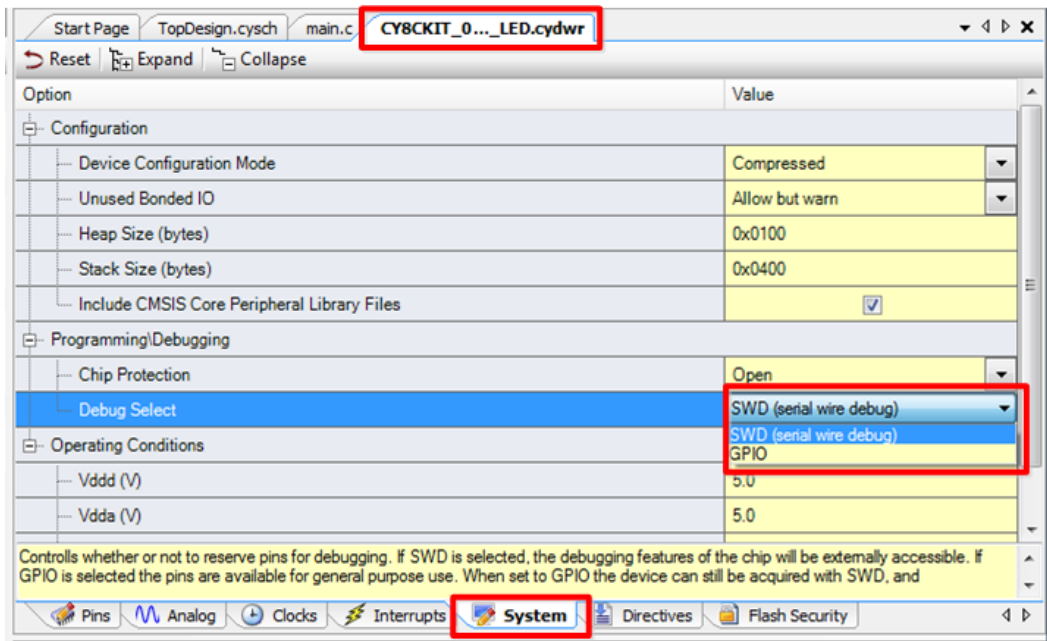 Start Page TopDesign.cysch main.c CY8CKIT_0..._LED.cydwr
Reset Expand Collapse
Option Value
Configuration
Device Configuration Mode Compressed
Unused Bonded IO Allow but warn
Heap Size (bytes) 0x0100
Stack Size (bytes) 0x0400
Include CMSIS Core Peripheral Library Files
Programming\Debugging
Chip Protection Open
Debug Select SWD (serial wire debug)
SWD (serial wire debug)
GPIO
Operating Conditions
Vddd (V) 5.0
Vdda (V) 5.0
Controlls whether or not to reserve pins for debugging. If SWD is selected, the debugging features of the chip will be externally accessible. If
GPIO is selected the pins are available for general purpose use. When set to GPIO the device can still be acquired with SWD, and
Pins Analog Clocks Interrupts System Directives Flash Security